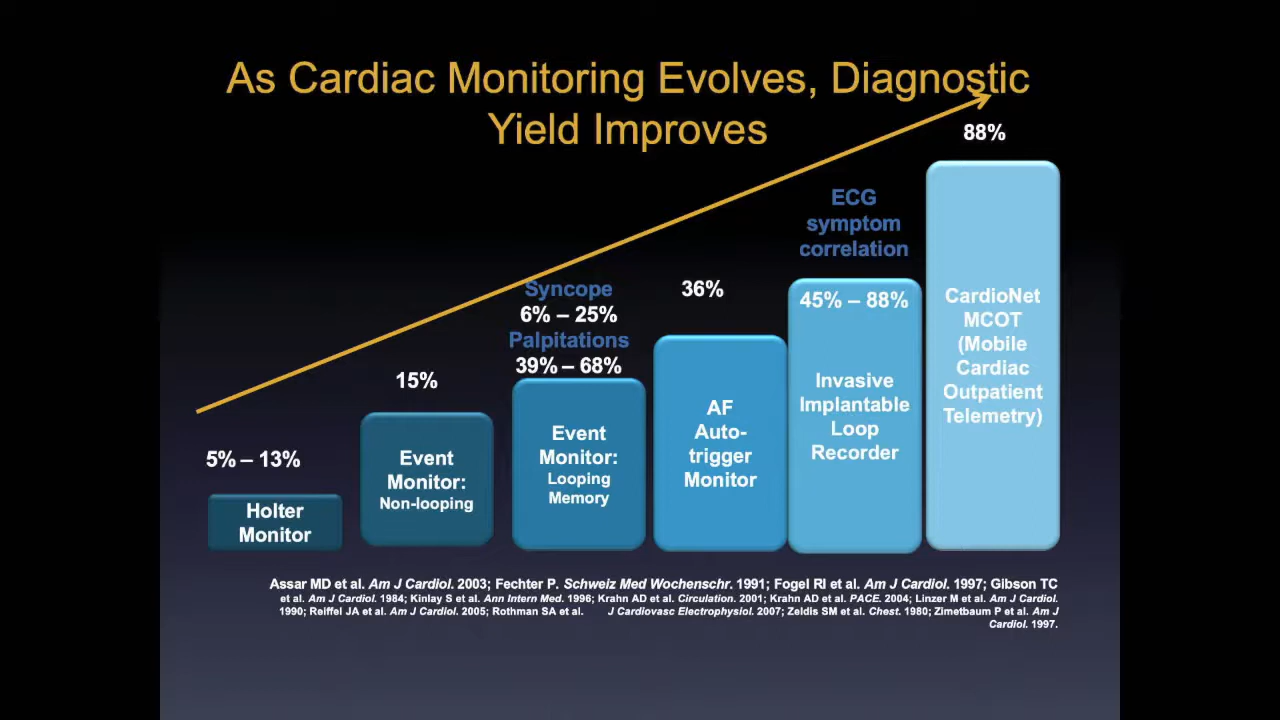 As Cardiac Monitoring Evolves, Diagnostic
Yield Improves
5% – 13%
Holter
Monitor
15%
Event
Monitor:
Non-looping
Syncope
6% – 25%
Palpitations
39% – 68%
Event
Monitor:
Looping
Memory
36%
AF
Auto-
trigger
Monitor
ECG
symptom
correlation
45% – 88%
Invasive
Implantable
Loop
Recorder
88%
CardioNet
MCOT
(Mobile
Cardiac
Outpatient
Telemetry)
Assar MD et al. Am J Cardiol. 2003; Fechter P. Schweiz Med Wochenschr. 1991; Fogel RI et al. Am J Cardiol. 1997; Gibson TC
et al. Am J Cardiol. 1984; Kinlay S et al. Ann Intern Med. 1996; Krahn AD et al. Circulation. 2001; Krahn AD et al. PACE. 2004; Linzer M et al. Am J Cardiol.
1990; Reiffel JA et al. Am J Cardiol. 2005; Rothman SA et al. J Cardiovasc Electrophysiol. 2007; Zeldis SM et al. Chest. 1980; Zimetbaum P et al. Am J
Cardiol. 1997.